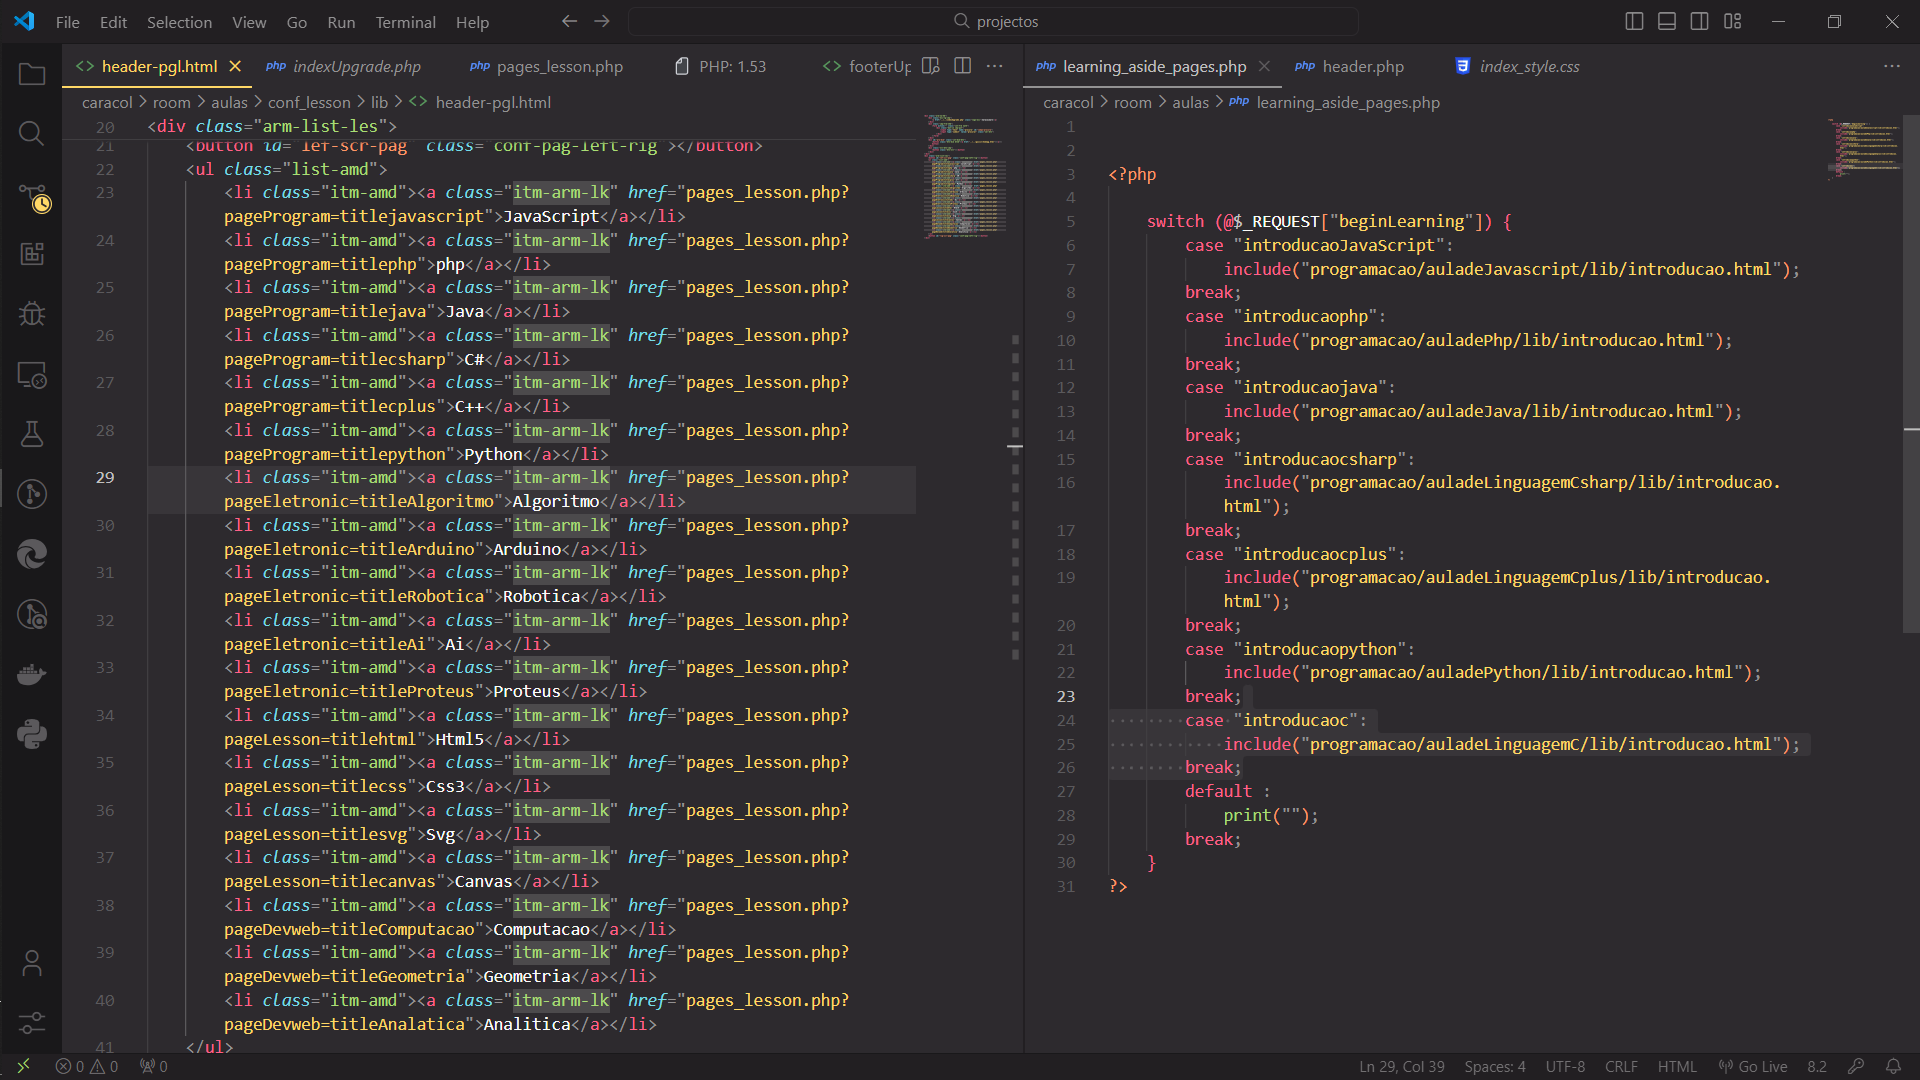 File Edit Selection View Go Run Terminal Help
projectos
header-pgl.html
php indexUpgrade.php
php pages_lesson.php
PHP: 1.53
footerUp
caracol > room > aulas > conf_lesson > lib > <> header-pgl.html
20 <div class="arm-list-les">
21 <button id="lef-scr-pag" class="conf-pag-left-rig"></button>
22 <ul class="list-amd">
23 <li class="itm-amd"><a class="itm-arm-lk" href="pages_lesson.php?
pageProgram=titlejavascript">JavaScript</a></li>
24 <li class="itm-amd"><a class="itm-arm-lk" href="pages_lesson.php?
pageProgram=titlephp">php</a></li>
25 <li class="itm-amd"><a class="itm-arm-lk" href="pages_lesson.php?
pageProgram=titlejava">Java</a></li>
26 <li class="itm-amd"><a class="itm-arm-lk" href="pages_lesson.php?
pageProgram=titlecsharp">C#</a></li>
27 <li class="itm-amd"><a class="itm-arm-lk" href="pages_lesson.php?
pageProgram=titlecplus">C++</a></li>
28 <li class="itm-amd"><a class="itm-arm-lk" href="pages_lesson.php?
pageProgram=titlepython">Python</a></li>
29 <li class="itm-amd"><a class="itm-arm-lk" href="pages_lesson.php?
pageEletronic=titleAlgoritmo">Algoritmo</a></li>
30 <li class="itm-amd"><a class="itm-arm-lk" href="pages_lesson.php?
pageEletronic=titleArduino">Arduino</a></li>
31 <li class="itm-amd"><a class="itm-arm-lk" href="pages_lesson.php?
pageEletronic=titleRobotica">Robotica</a></li>
32 <li class="itm-amd"><a class="itm-arm-lk" href="pages_lesson.php?
pageEletronic=titleAi">Ai</a></li>
33 <li class="itm-amd"><a class="itm-arm-lk" href="pages_lesson.php?
pageEletronic=titleProteus">Proteus</a></li>
34 <li class="itm-amd"><a class="itm-arm-lk" href="pages_lesson.php?
pageLesson=titlehtml">Html5</a></li>
35 <li class="itm-amd"><a class="itm-arm-lk" href="pages_lesson.php?
pageLesson=titlecss">Css3</a></li>
36 <li class="itm-amd"><a class="itm-arm-lk" href="pages_lesson.php?
pageLesson=titlesvg">Svg</a></li>
37 <li class="itm-amd"><a class="itm-arm-lk" href="pages_lesson.php?
pageLesson=titlecanvas">Canvas</a></li>
38 <li class="itm-amd"><a class="itm-arm-lk" href="pages_lesson.php?
pageDevweb=titleComputacao">Computacao</a></li>
39 <li class="itm-amd"><a class="itm-arm-lk" href="pages_lesson.php?
pageDevweb=titleGeometria">Geometria</a></li>
40 <li class="itm-amd"><a class="itm-arm-lk" href="pages_lesson.php?
pageDevweb=titleAnalatica">Analitica</a></li>
41 </ul>
php learning_aside_pages.php
php header.php
index_style.css
caracol > room > aulas > php learning_aside_pages.php
1
2
3 <?php
4
5 switch (@$_REQUEST["beginLearning"]) {
6 case "introducaoJavaScript":
7 include("programacao/auladeJavascript/lib/introducao.html");
8 break;
9 case "introducaophp":
10 include("programacao/auladePhp/lib/introducao.html");
11 break;
12 case "introducaojava":
13 include("programacao/auladeJava/lib/introducao.html");
14 break;
15 case "introducaocsharp":
16 include("programacao/auladeLinguagemCsharp/lib/introducao.
html");
17 break;
18 case "introducaocplus":
19 include("programacao/auladeLinguagemCplus/lib/introducao.
html");
20 break;
21 case "introducaopython":
22 include("programacao/auladePython/lib/introducao.html");
23 break;
24 case "introducaoc":
25 include("programacao/auladeLinguagemC/lib/introducao.html");
26 break;
27 default :
28 print("");
29 break;
30 }
31 ?>
0 0 0
Ln 29, Col 39 Spaces: 4 UTF-8 CRLF HTML Go Live 8.2